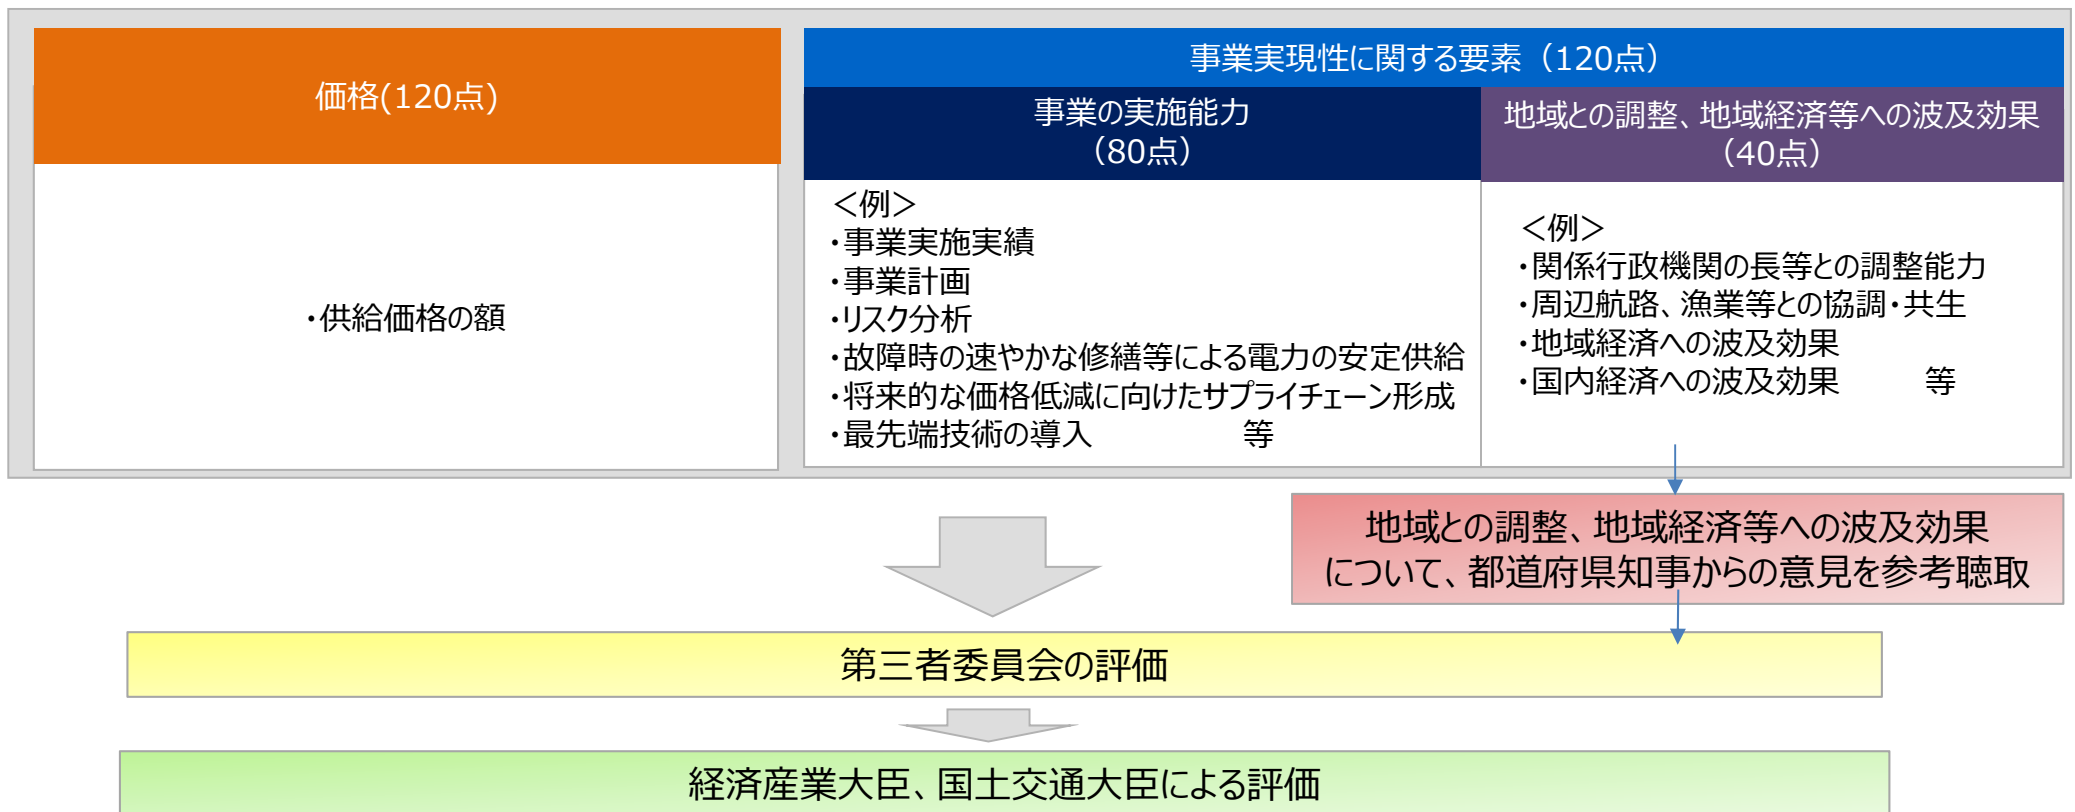 価格(120点)
・供給価格の額
事業実現性に関する要素（120点）
事業の実施能力
（80点）
＜例＞
・事業実施実績
・事業計画
・リスク分析
・故障時の速やかな修繕等による電力の安定供給
・将来的な価格低減に向けたサプライチェーン形成
・最先端技術の導入　　　　　等
地域との調整、地域経済等への波及効果
（40点）
＜例＞
・関係行政機関の長等との調整能力
・周辺航路、漁業等との協調・共生
・地域経済への波及効果
・国内経済への波及効果　　　等
地域との調整、地域経済等への波及効果
について、都道府県知事からの意見を参考聴取
第三者委員会の評価
経済産業大臣、国土交通大臣による評価